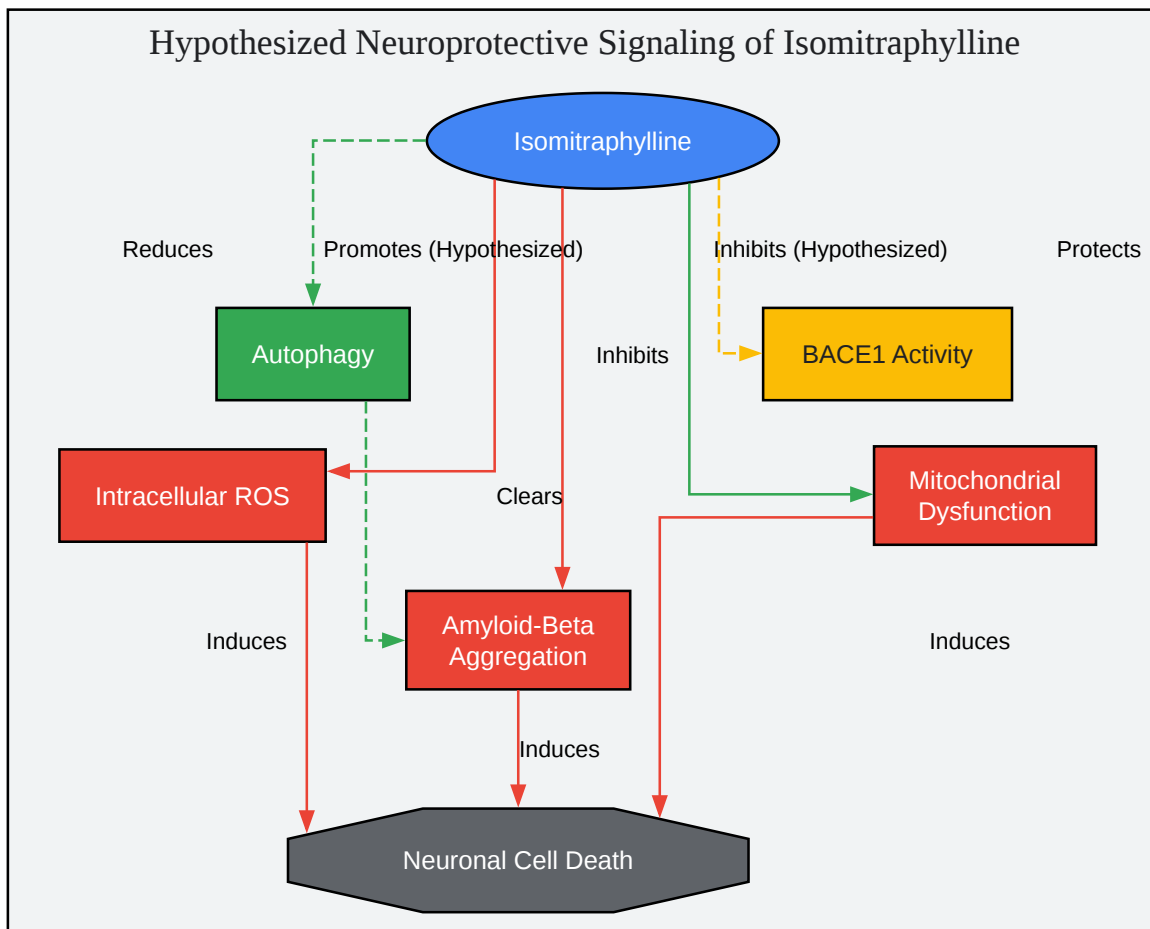 Hypothesized Neuroprotective Signaling of Isomitraphylline
Isomitraphylline
Reduces
Promotes (Hypothesized)
Inhibits (Hypothesized)
Protects
Autophagy
Inhibits
BACE1 Activity
Intracellular ROS
Clears
Mitochondrial
Dysfunction
Induces
Amyloid-Beta
Aggregation
Induces
Induces
Neuronal Cell Death